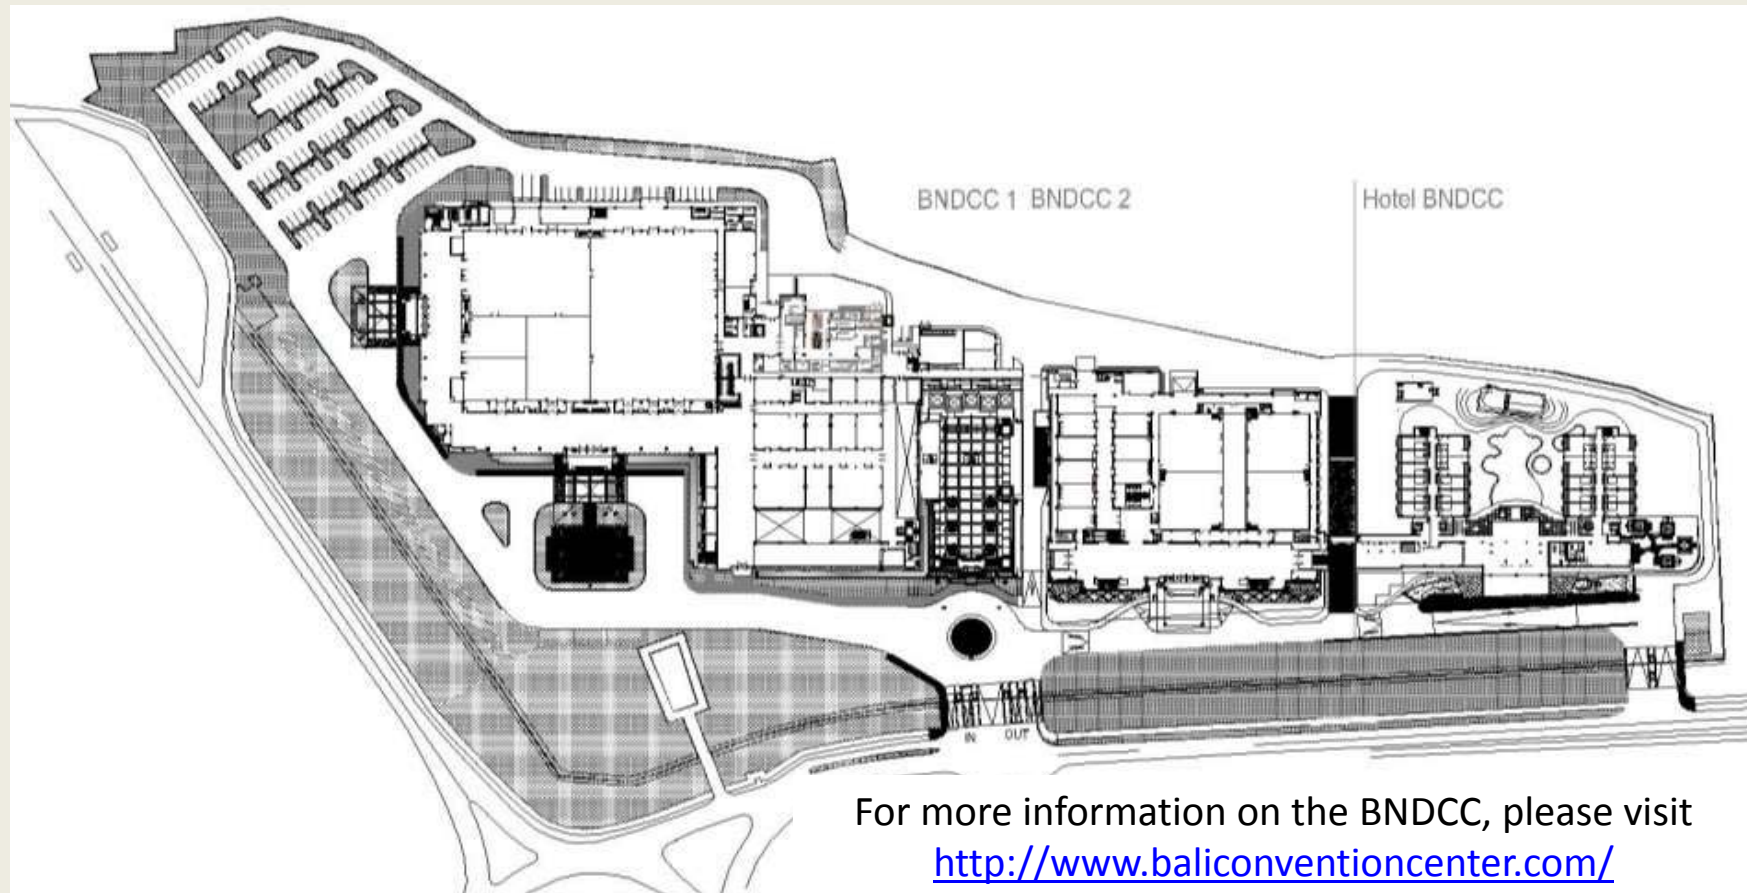 BNDCC 1 BNDCC 2
Hotel BNDCC
IN OUT
For more information on the BNDCC, please visit
http://www.baliconventioncenter.com/